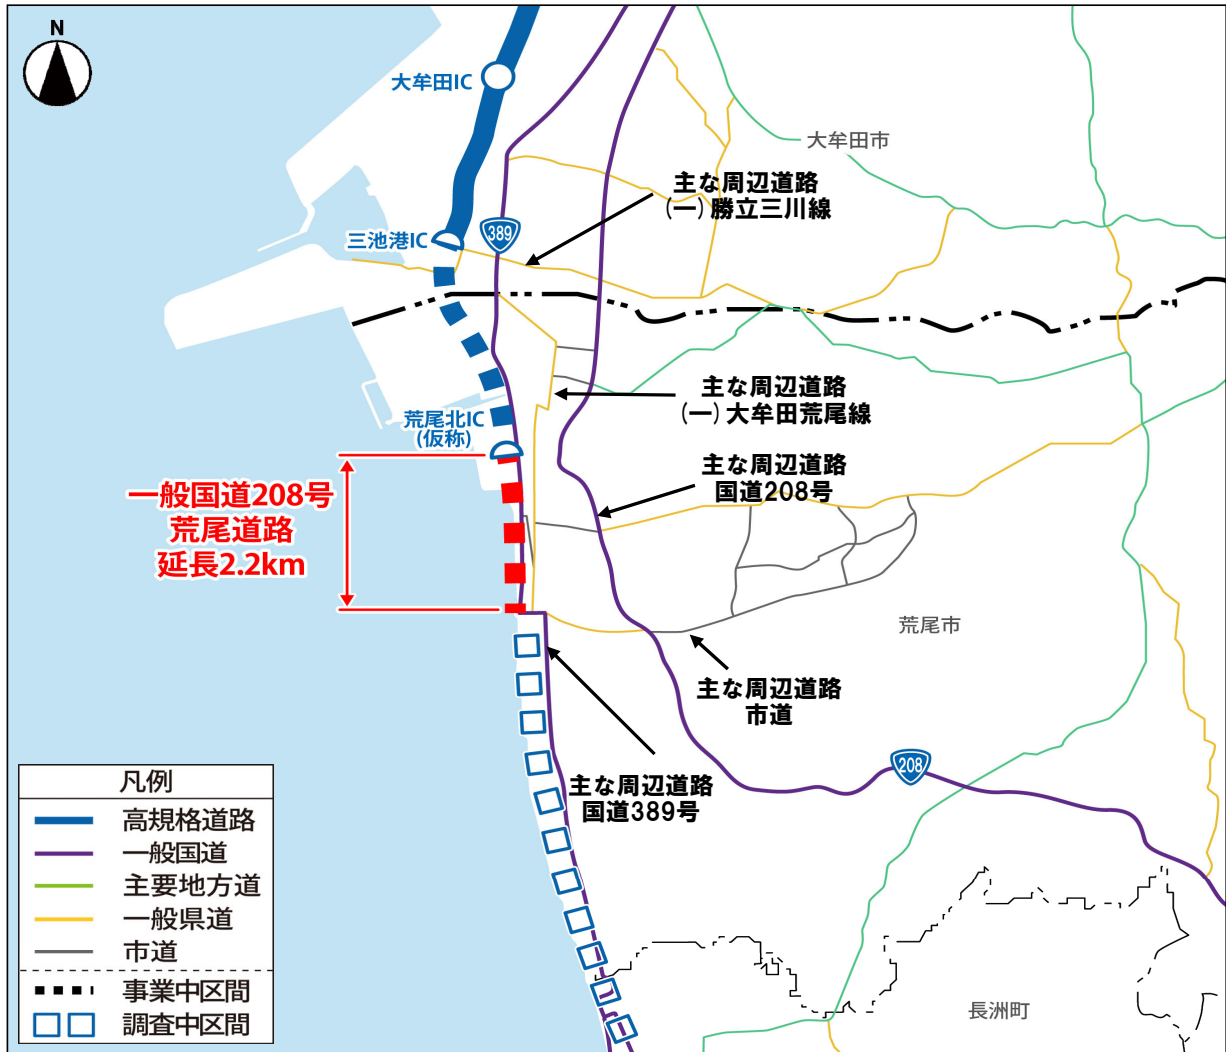 N
大牟田IC
大牟田市
主な周辺道路
(一)勝立三川線
389
三池港IC
主な周辺道路
(一)大牟田荒尾線
荒尾北IC
(仮称)
主な周辺道路
国道208号
一般国道208号
荒尾道路
延長2.2km
荒尾市
主な周辺道路
市道
208
主な周辺道路
国道389号
凡例
高規格道路
一般国道
主要地方道
一般県道
市道
事業中区間
調査中区間
長洲町